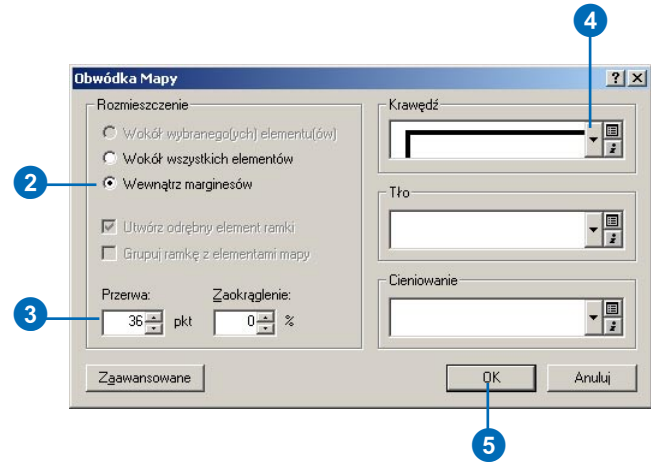 4
Obwódka Mapy
Rozmieszczenie
Wokół wybranego(ych) elementu(ów)
Wokół wszystkich elementów
2
Wewnątrz marginesów
Utwórz odrębny element ramki
Grupuj ramkę z elementami mapy
Przerwa:
Zaokrąglenie:
3
36 pkt
0 %
Krawędź
Tło
Cieniowanie
Zaawansowane
OK
Anuluj
5